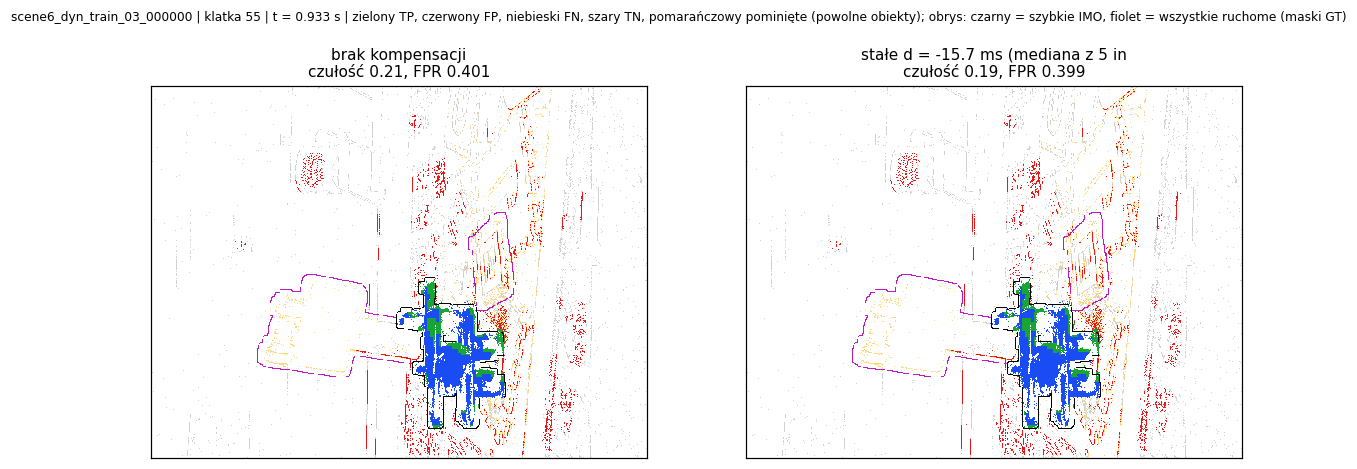 scene6_dyn_train_03_000000 | klatka 55 | t = 0.933 s | zielony TP, czerwony FP, niebieski FN, szary TN, pomarańczowy pominięte (powolne obiekty); obrys: czarny = szybkie IMO, fiolet = wszystkie ruchome (maski GT)
brak kompensacji
czułość 0.21, FPR 0.401
stałe d = -15.7 ms (mediana z 5 in
czułość 0.19, FPR 0.399